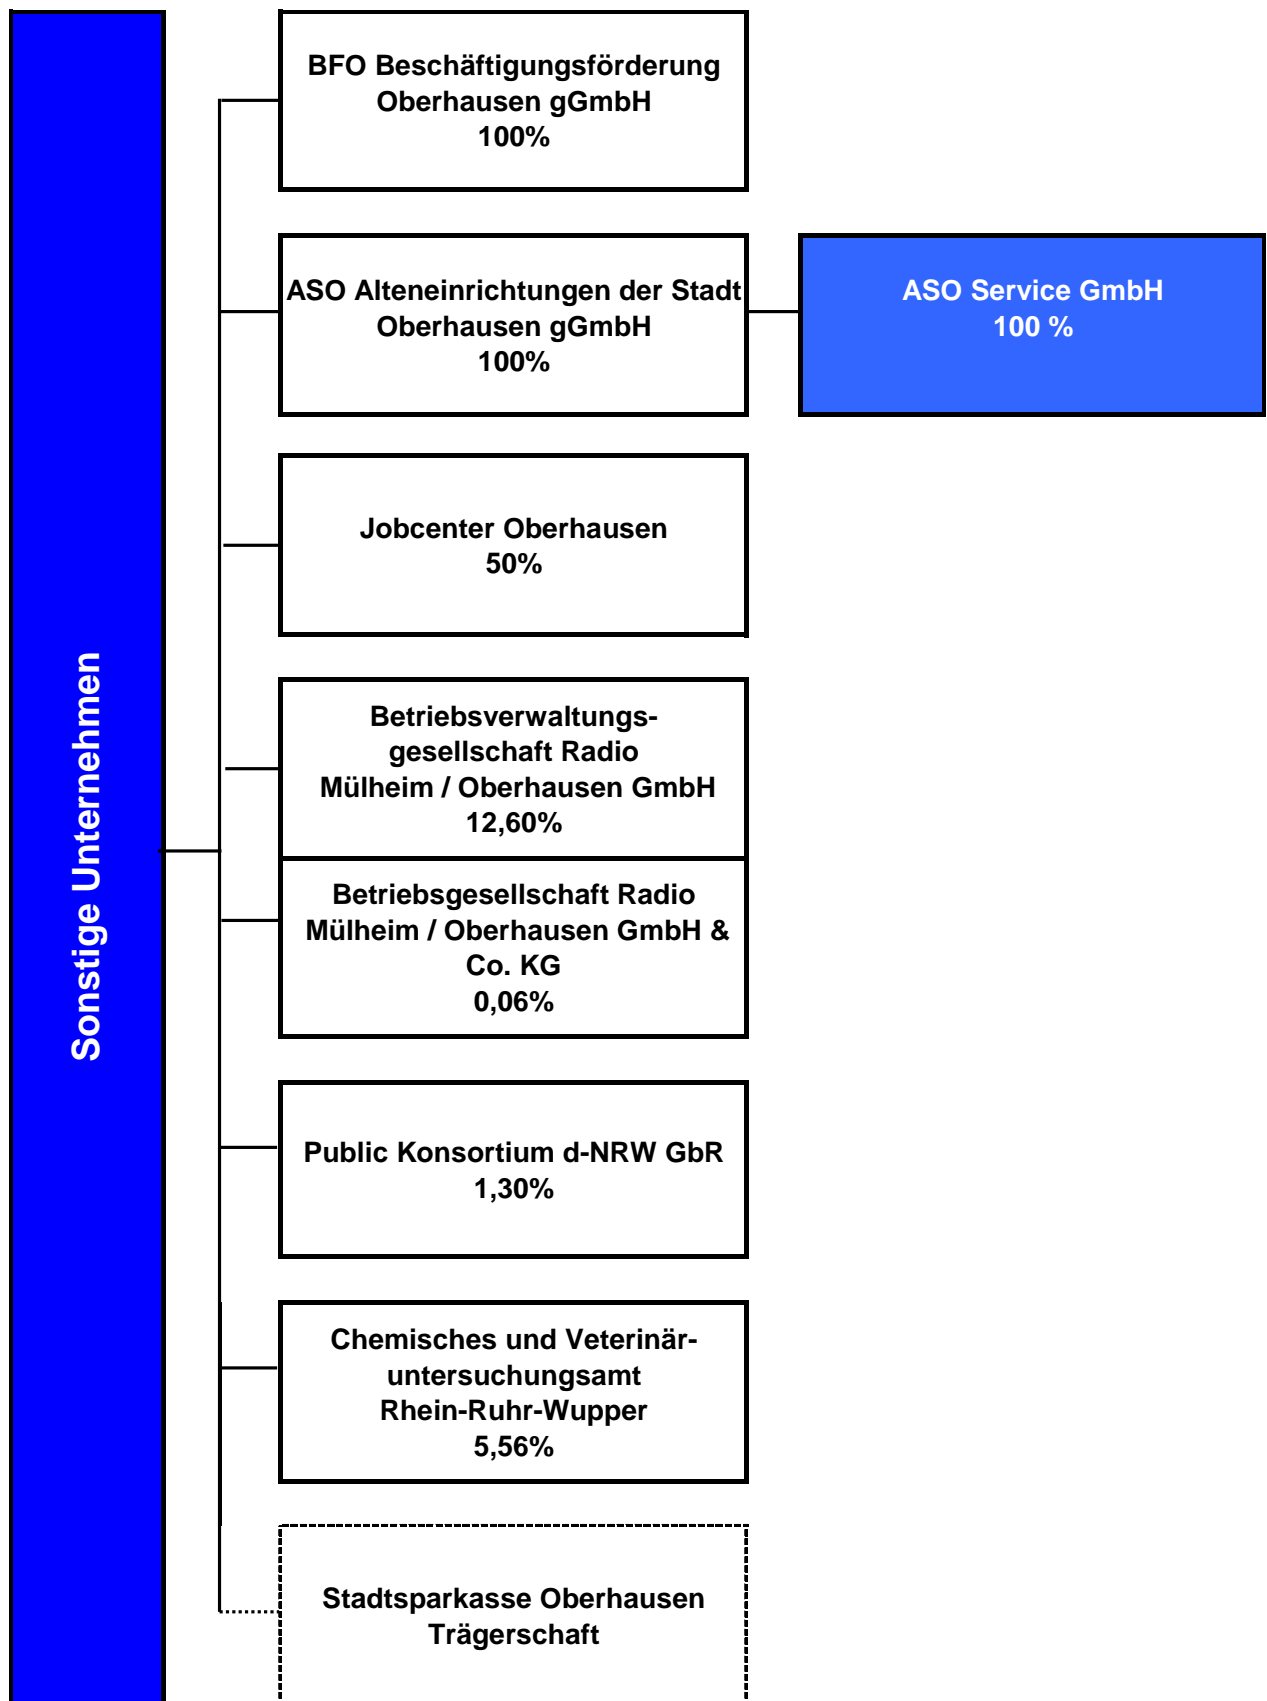 Sonstige Unternehmen
BFO Beschäftigungsförderung
Oberhausen gGmbH
100%
ASO Alteneinrichtungen der Stadt
Oberhausen gGmbH
100%
ASO Service GmbH
100 %
Jobcenter Oberhausen
50%
Betriebsverwaltungs-
gesellschaft Radio
Mülheim / Oberhausen GmbH
12,60%
Betriebsgesellschaft Radio
Mülheim / Oberhausen GmbH &
Co. KG
0,06%
Public Konsortium d-NRW GbR
1,30%
Chemisches und Veterinär-
untersuchungsamt
Rhein-Ruhr-Wupper
5,56%
Stadtsparkasse Oberhausen
Trägerschaft